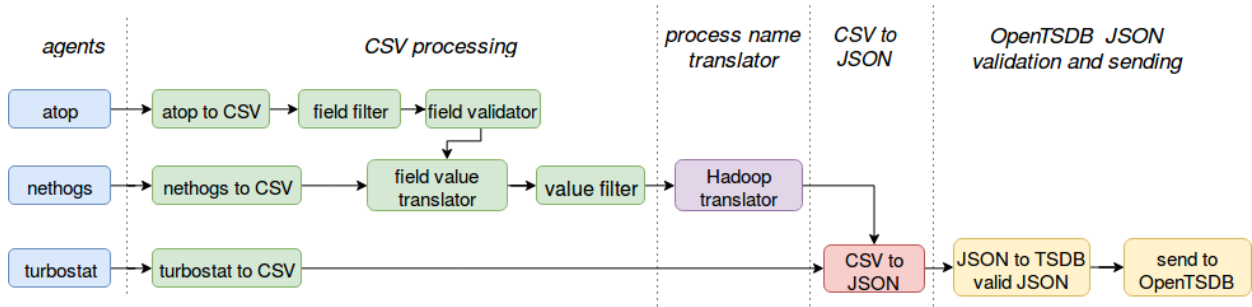 agents
CSV processing
process name
translator
CSV to
JSON
OpenTSDB JSON
validation and sending
atop
atop to CSV
field filter
field validator
nethogs
nethogs to CSV
field value
translator
value filter
Hadoop
translator
turbostat
turbostat to CSV
CSV to
JSON
JSON to TSDB
valid JSON
send to
OpenTSDB